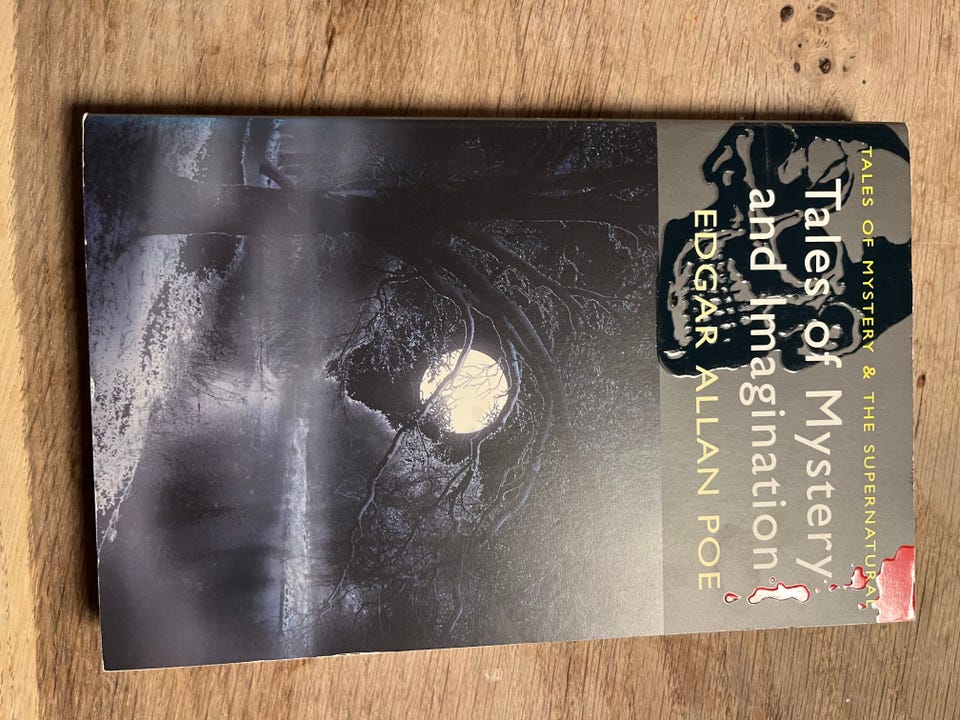 TALES OF MYSTERY & THE SUPERNATURAL
Tales of Mystery
and Imagination
EDGAR ALLAN POE